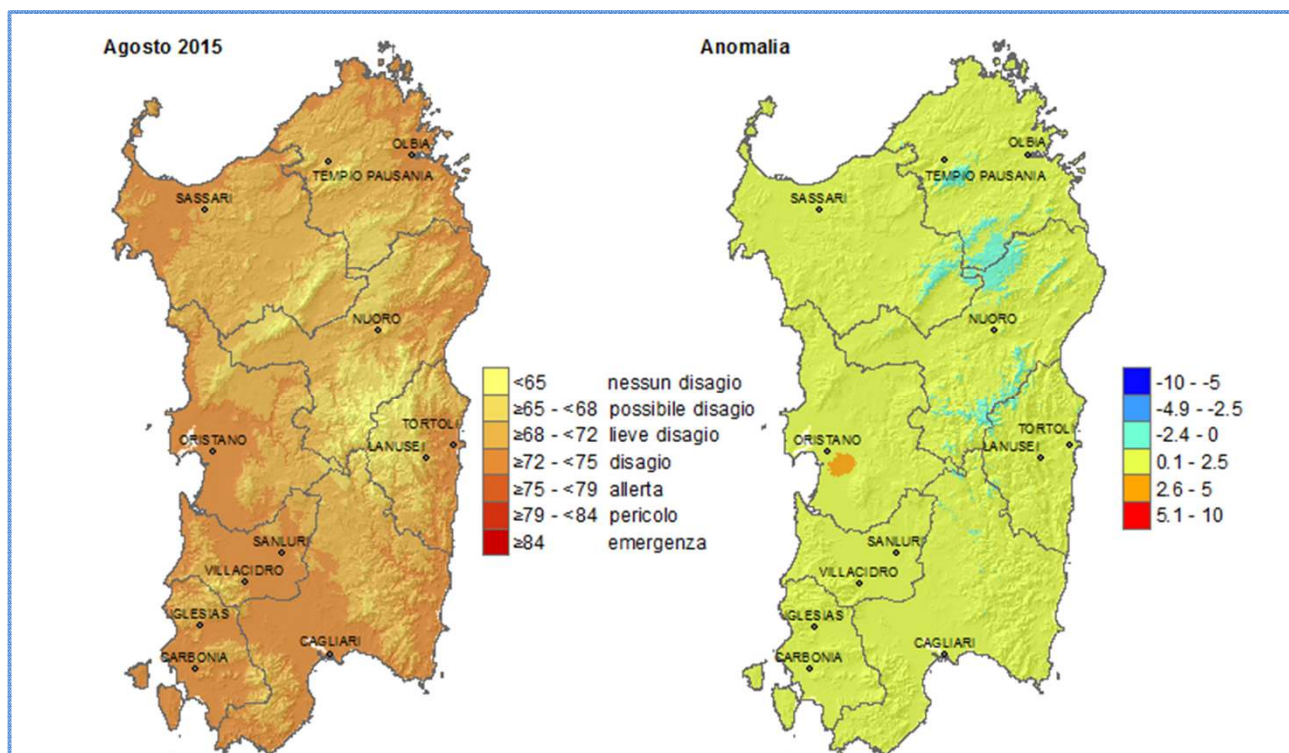 Agosto 2015
OLBIA
TEMPIO PAUSANIA
SASSARI
NUORO
TORTOLI
ORISTANO
LANUSEI
SANLURI
VILLACIDRO
IGLESIAS
CAGLIARI
CARBONIA
<65 nessun disagio
≥65 - <68 possibile disagio
≥68 - <72 lieve disagio
≥72 - <75 disagio
≥75 - <79 allerta
≥79 - <84 pericolo
≥84 emergenza
Anomalia
OLBIA
TEMPIO PAUSANIA
SASSARI
NUORO
TORTOLI
ORISTANO
LANUSEI
SANLURI
VILLACIDRO
IGLESIAS
CAGLIARI
CARBONIA
-10 - -5
-4.9 - -2.5
-2.4 - 0
0.1 - 2.5
2.6 - 5
5.1 - 10